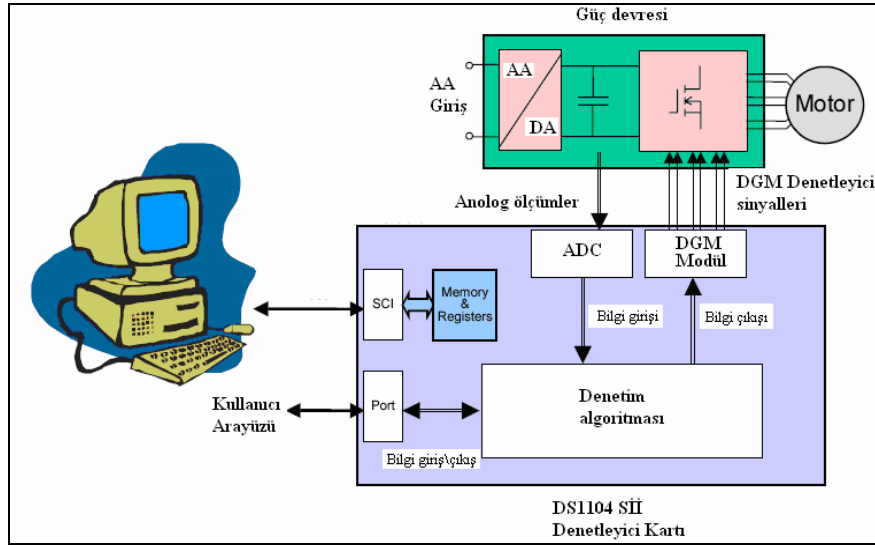 Güç devresi
AA
Giriş
AA
DA
Motor
DGM Denetleyici
sinyalleri
Anolog ölçümler
ADC
DGM
Modül
SCI
Memory
&
Registers
Bilgi girişi
Bilgi çıkışı
Kullanıcı
Arayüzü
Port
Denetim
algoritması
Bilgi giriş\çıkış
DS1104 Sİİ
Denetleyici Kartı